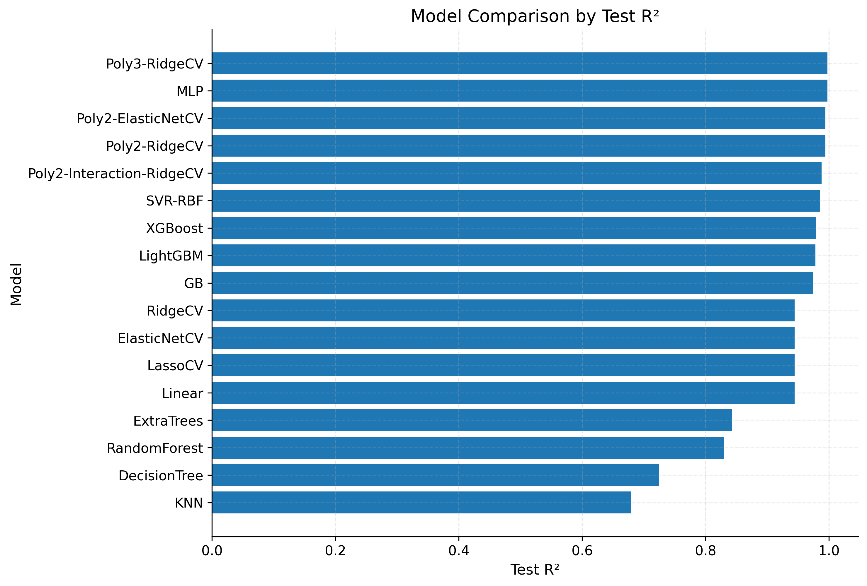 Model Comparison by Test R²
Poly3-RidgeCV
MLP
Poly2-ElasticNetCV
Poly2-RidgeCV
Poly2-Interaction-RidgeCV
SVR-RBF
XGBoost
LightGBM
GB
RidgeCV
ElasticNetCV
LassoCV
Linear
ExtraTrees
RandomForest
DecisionTree
KNN
Model
0.0 0.2 0.4 0.6 0.8 1.0
Test R²